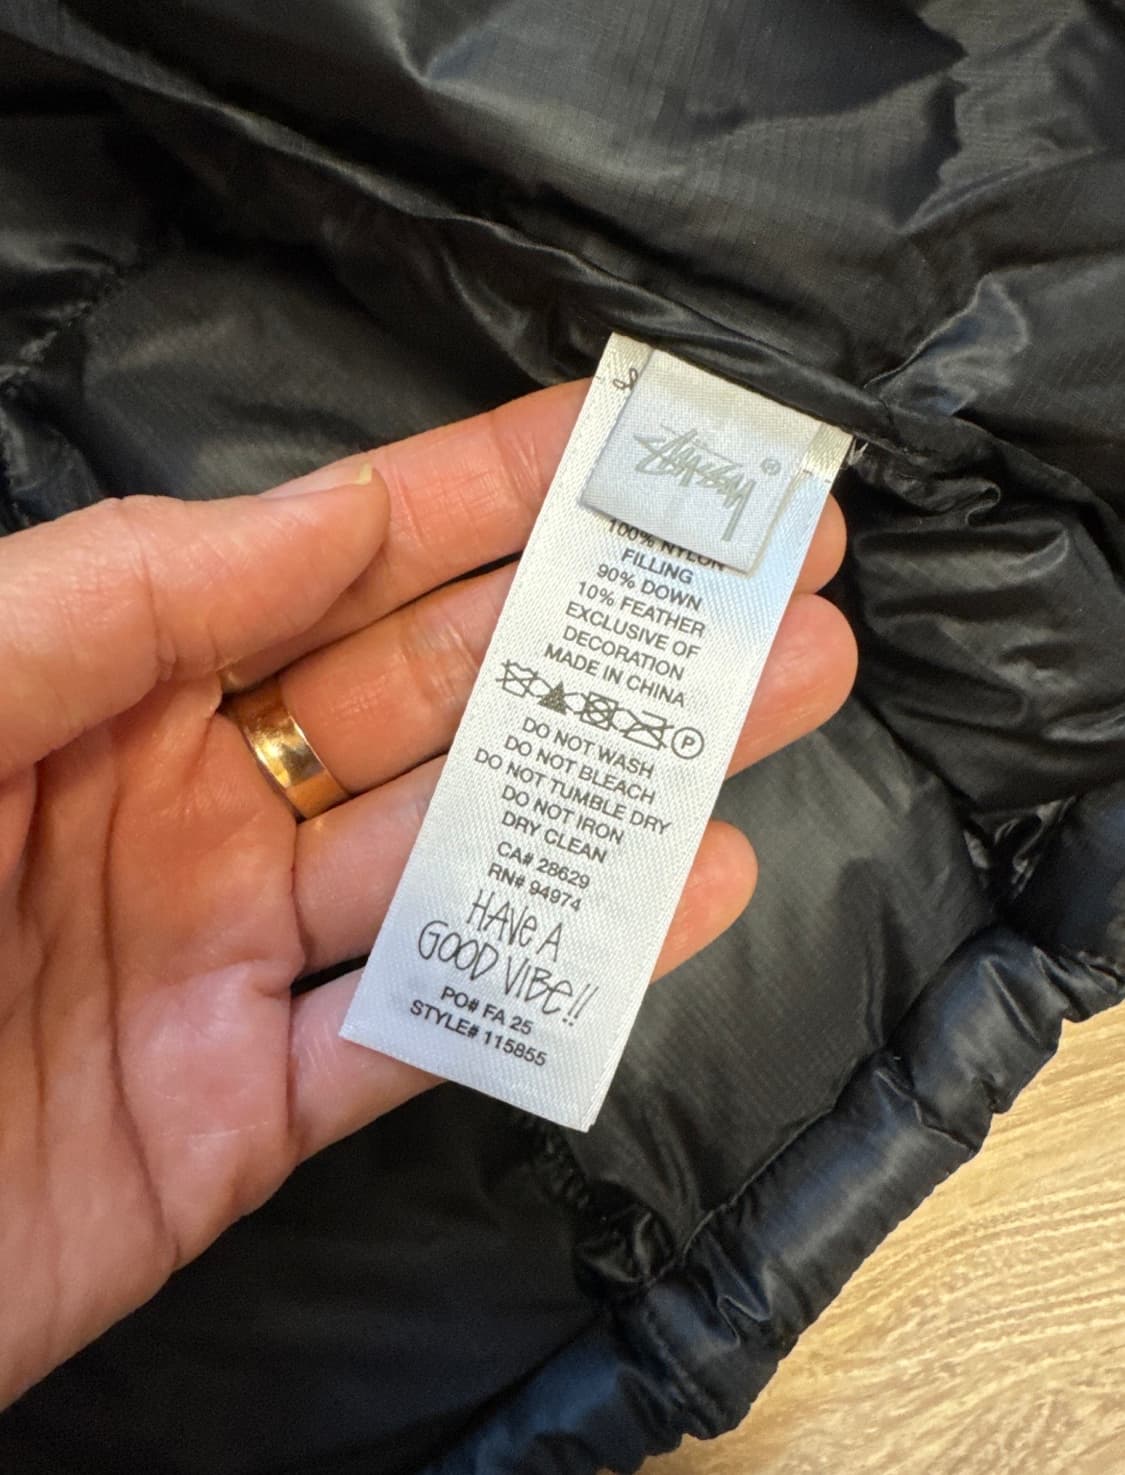 Stüssy ®
100% NYLON
FILLING
90% DOWN
10% FEATHER
EXCLUSIVE OF
DECORATION
MADE IN CHINA
P
DO NOT WASH
DO NOT BLEACH
DO NOT TUMBLE DRY
DO NOT IRON
DRY CLEAN
CA# 28629
RN# 94974
HAVE A
GOOD VIBE!!
PO# FA 25
STYLE# 115855